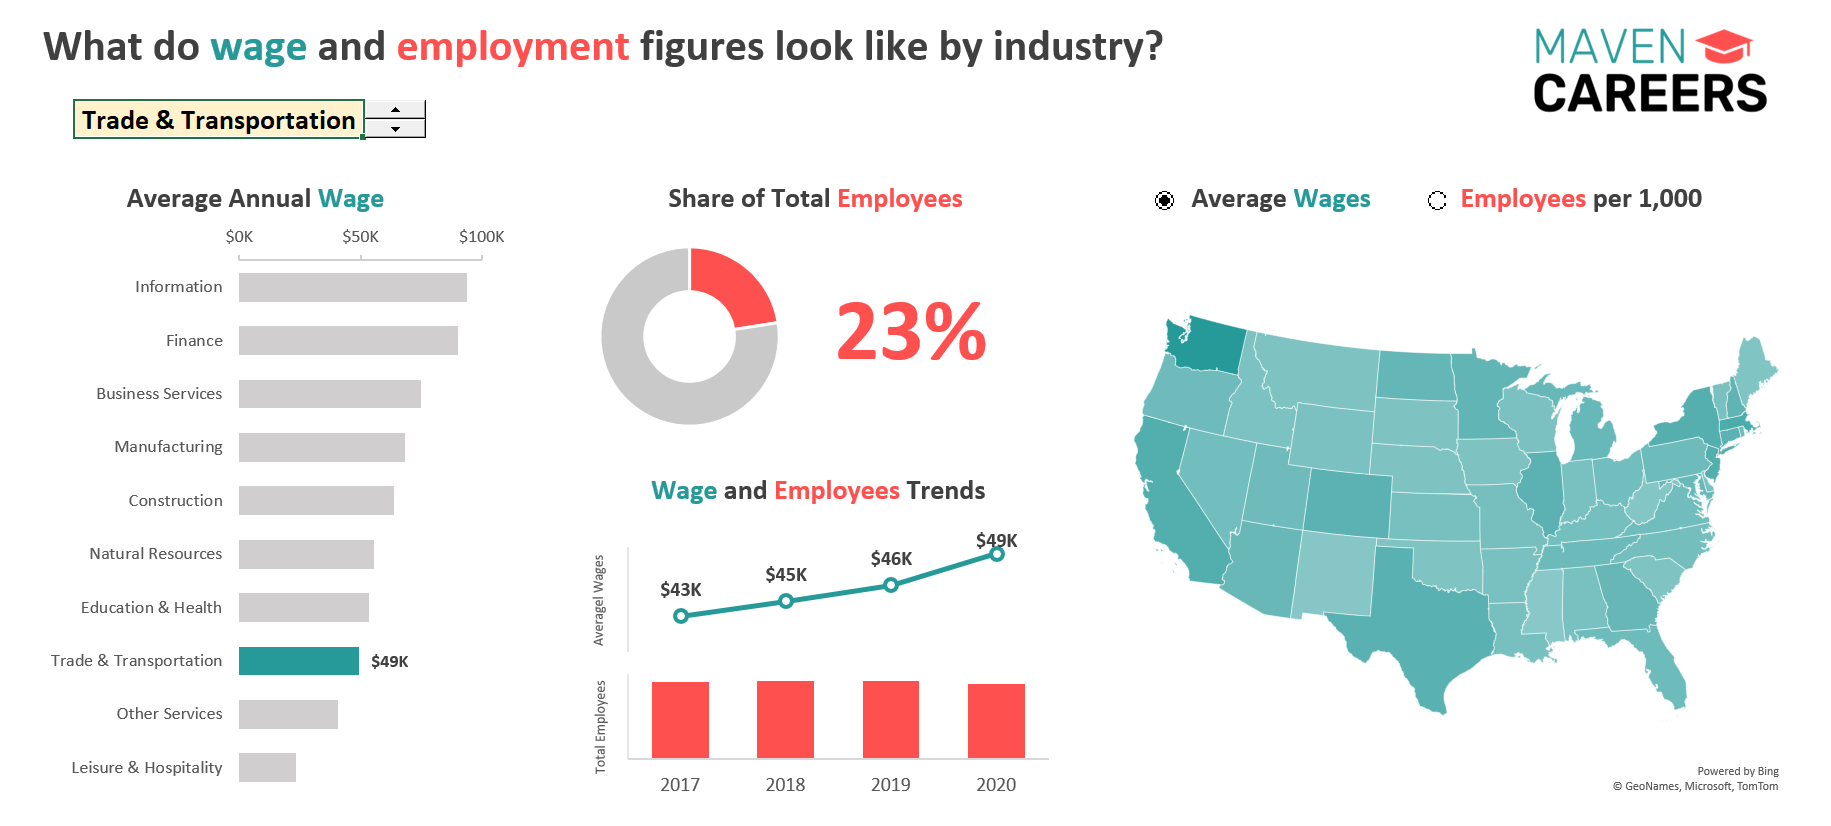 What do wage and employment figures look like by industry?
MAVEN
CAREERS
Trade & Transportation
Average Annual Wage
$0K $50K $100K
Information
Finance
Business Services
Manufacturing
Construction
Natural Resources
Education & Health
Trade & Transportation $49K
Other Services
Leisure & Hospitality
Share of Total Employees
23%
Wage and Employees Trends
Averagel Wages
$43K $45K $46K $49K
Total Employees
2017 2018 2019 2020
Average Wages Employees per 1,000
Powered by Bing
© GeoNames, Microsoft, TomTom